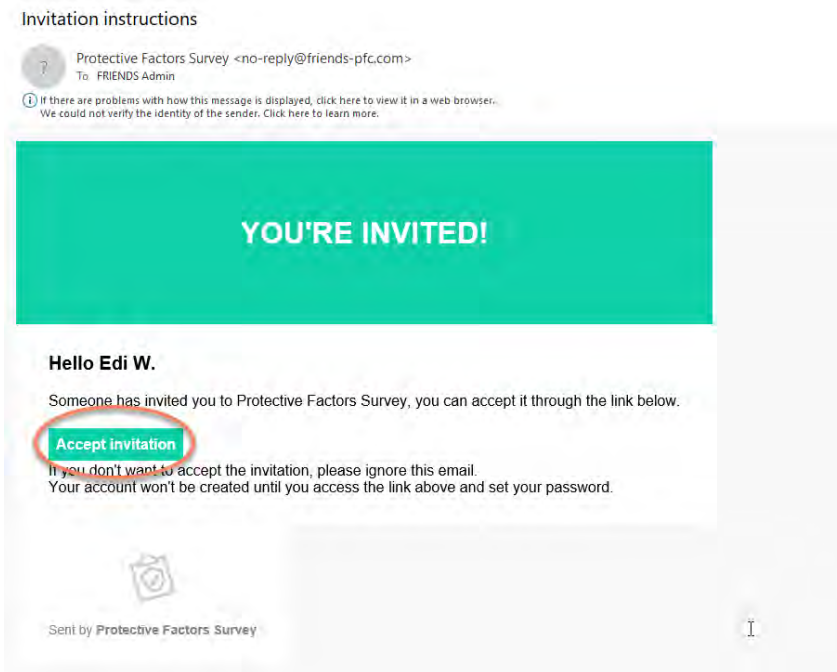 Invitation instructions
?
Protective Factors Survey <no-reply@friends-pfc.com>
To FRIENDS Admin
i If there are problems with how this message is displayed, click here to view it in a web browser.
We could not verify the identity of the sender. Click here to learn more.
YOU'RE INVITED!
Hello Edi W.
Someone has invited you to Protective Factors Survey, you can accept it through the link below.
Accept invitation
If you don't want to accept the invitation, please ignore this email.
Your account won't be created until you access the link above and set your password.
Sent by Protective Factors Survey